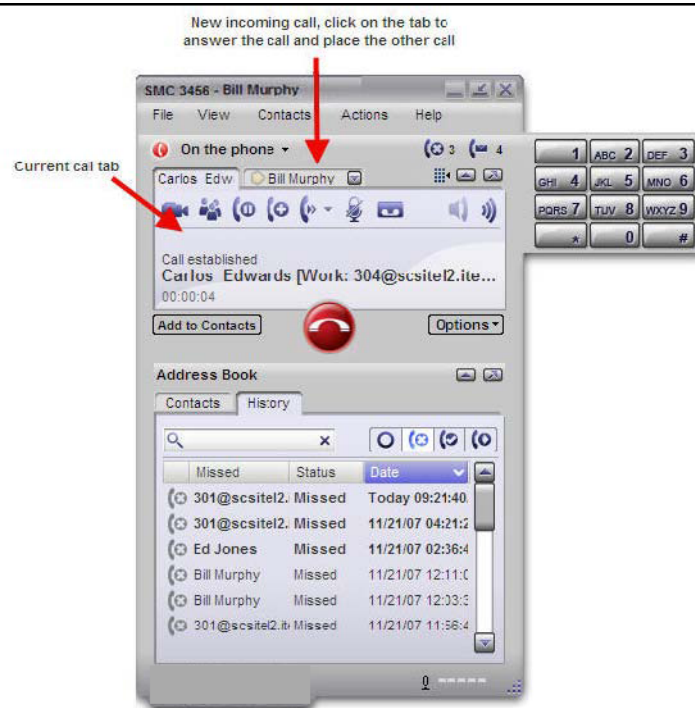 New incoming call, click on the tab to
answer the call and place the other call
SMC 3456 - Bill Murphy
File View Contacts Actions Help
On the phone 3 4
Current cal tab
Carlos Edw Bill Murphy
1 ABC 2 DEF 3
GHI 4 JKL 5 MNO 6
PQRS 7 TUV 8 WXYZ 9
* 0 #
Call established
Carlos Edwards [Work: 304@scsitel2.ite...
00:00:04
Add to Contacts Options
Address Book
Contacts History
Missed Status Date
301@scsitel2. Missed Today 09:21:40
301@scsitel2. Missed 11/21/07 04:21:2
Ed Jones Missed 11/21/07 02:36:4
Bill Murphy Missed 11/21/07 12:11:0
Bill Murphy Missed 11/21/07 12:03:3
301@scsitel2.it Missed 11/21/07 11:56:4